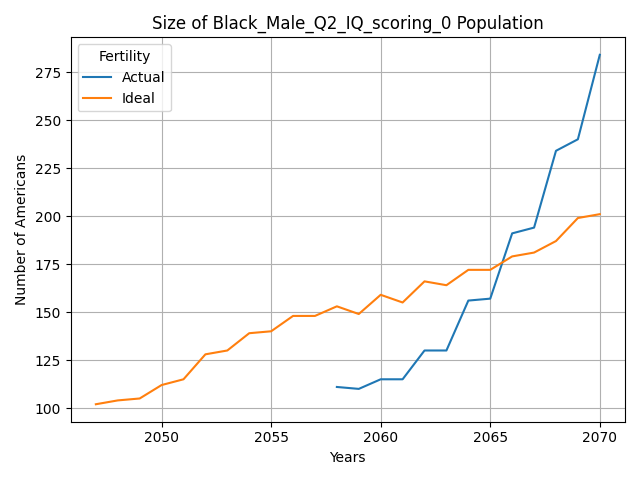 Size of Black_Male_Q2_IQ_scoring_0 Population
Fertility
Actual
Ideal
Number of Americans
275
250
225
200
175
150
125
100
2050
2055
2060
2065
2070
Years